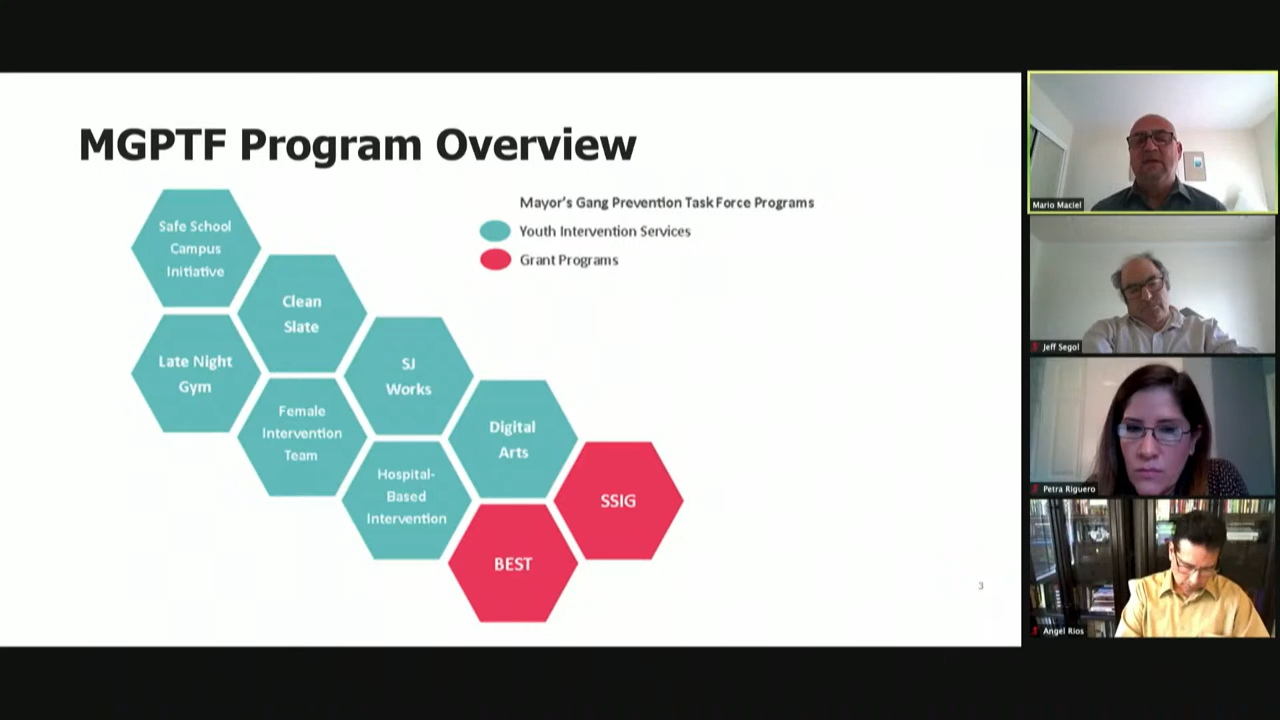 MGPTF Program Overview
Mayor's Gang Prevention Task Force Programs
Youth Intervention Services
Grant Programs
Safe School
Campus
Initiative
Clean
Slate
Late Night
Gym
SJ
Works
Female
Intervention
Team
Digital
Arts
Hospital-
Based
Intervention
SSIG
BEST
3
Mario Maciel
Jeff Segol
Petra Riguero
Angel Rios